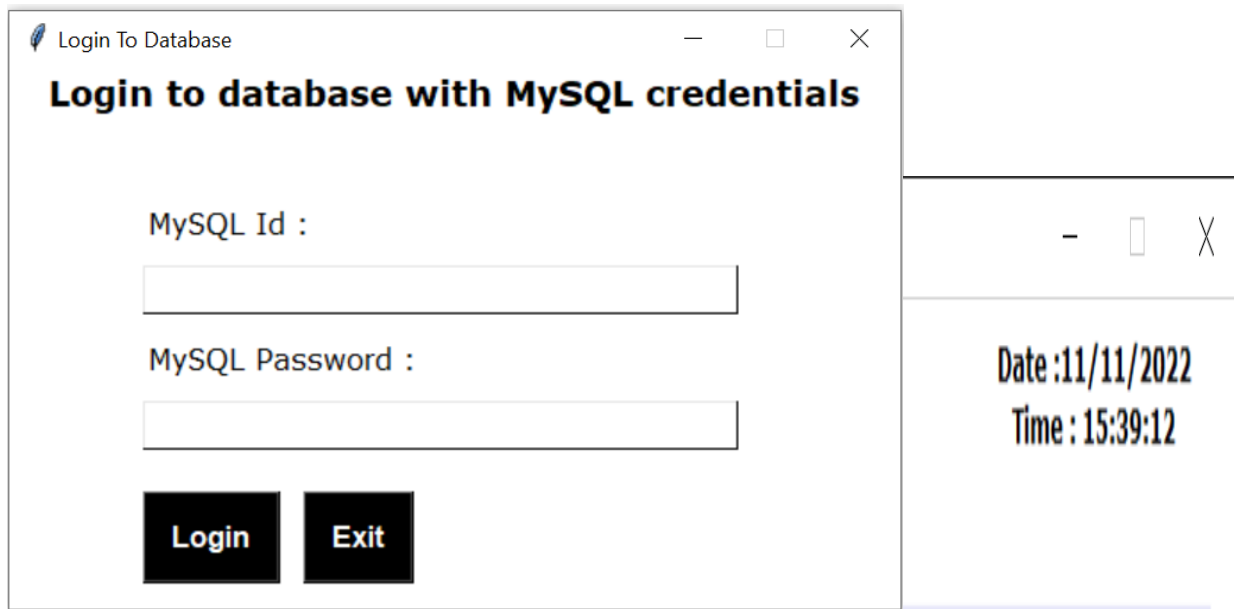 Login To Database
Login to database with MySQL credentials
MySQL Id :
MySQL Password :
Login Exit
Date :11/11/2022
Time : 15:39:12